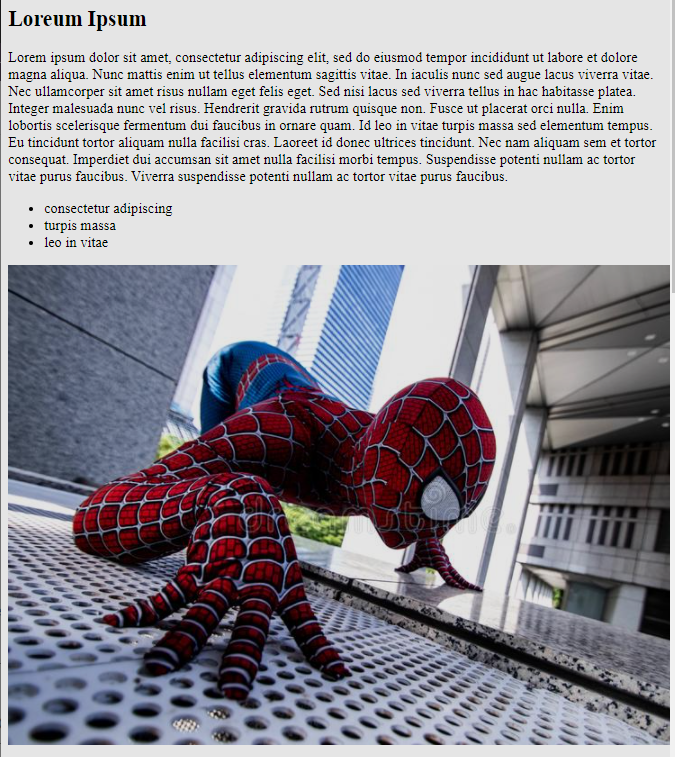 Loreum Ipsum
Lorem ipsum dolor sit amet, consectetur adipiscing elit, sed do eiusmod tempor incididunt ut labore et dolore
magna aliqua. Nunc mattis enim ut tellus elementum sagittis vitae. In iaculis nunc sed augue lacus viverra vitae.
Nec ullamcorper sit amet risus nullam eget felis eget. Sed nisi lacus sed viverra tellus in hac habitasse platea.
Integer malesuada nunc vel risus. Hendrerit gravida rutrum quisque non. Fusce ut placerat orci nulla. Enim
lobortis scelerisque fermentum dui faucibus in ornare quam. Id leo in vitae turpis massa sed elementum tempus.
Eu tincidunt tortor aliquam nulla facilisi cras. Laoreet id donec ultrices tincidunt. Nec nam aliquam sem et tortor
consequat. Imperdiet dui accumsan sit amet nulla facilisi morbi tempus. Suspendisse potenti nullam ac tortor
vitae purus faucibus. Viverra suspendisse potenti nullam ac tortor vitae purus faucibus.
• consectetur adipiscing
• turpis massa
• leo in vitae
dreamstime.